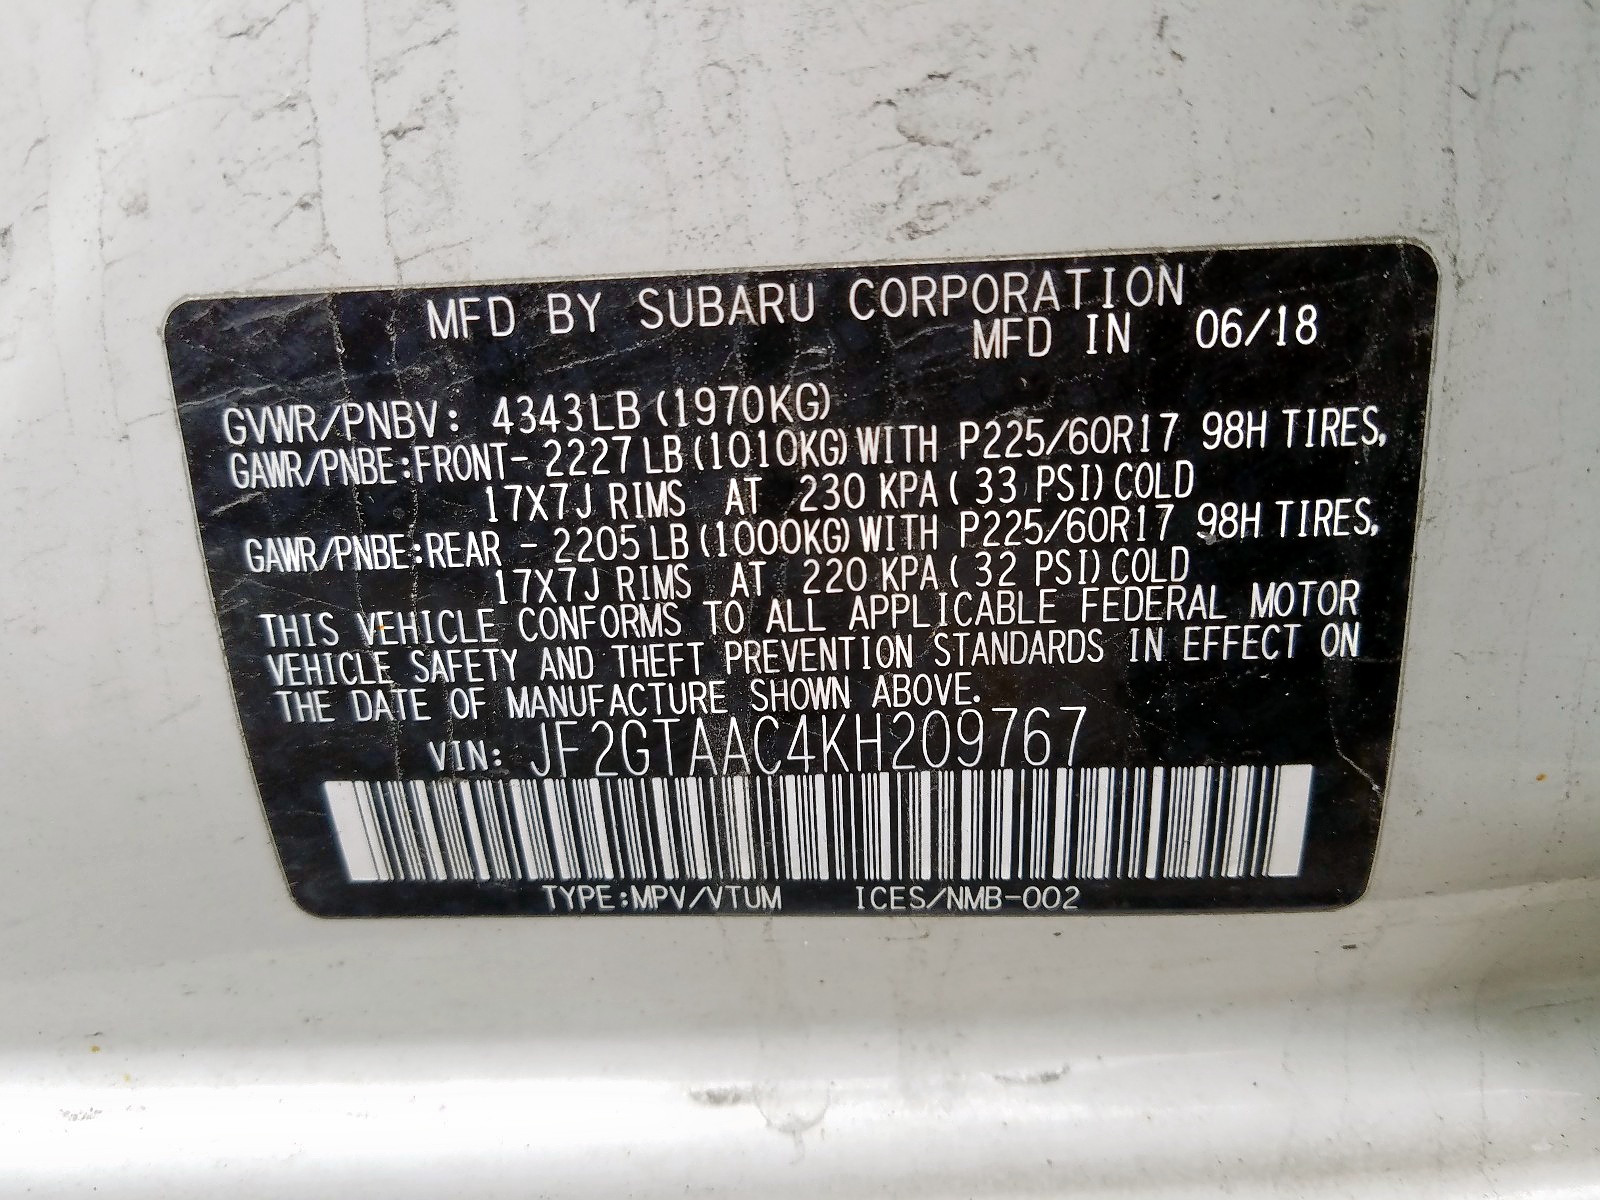 MFD BY SUBARU CORPORATION
MFD IN 06/18
GVWR/PNBV: 4343LB (1970KG)
GAWR/PNBE:FRONT- 2227LB (1010KG) WITH P225/60R17 98H TIRES,
17X7J RIMS AT 230 KPA ( 33 PSI) COLD
GAWR/PNBE:REAR - 2205LB (1000KG) WITH P225/60R17 98H TIRES,
17X7J RIMS AT 220 KPA ( 32 PSI) COLD
THIS VEHICLE CONFORMS TO ALL APPLICABLE FEDERAL MOTOR
VEHICLE SAFETY AND THEFT PREVENTION STANDARDS IN EFFECT ON
THE DATE OF MANUFACTURE SHOWN ABOVE.
VIN: JF2GTAAC4KH209767
TYPE:MPV/VTUM ICES/NMB-002